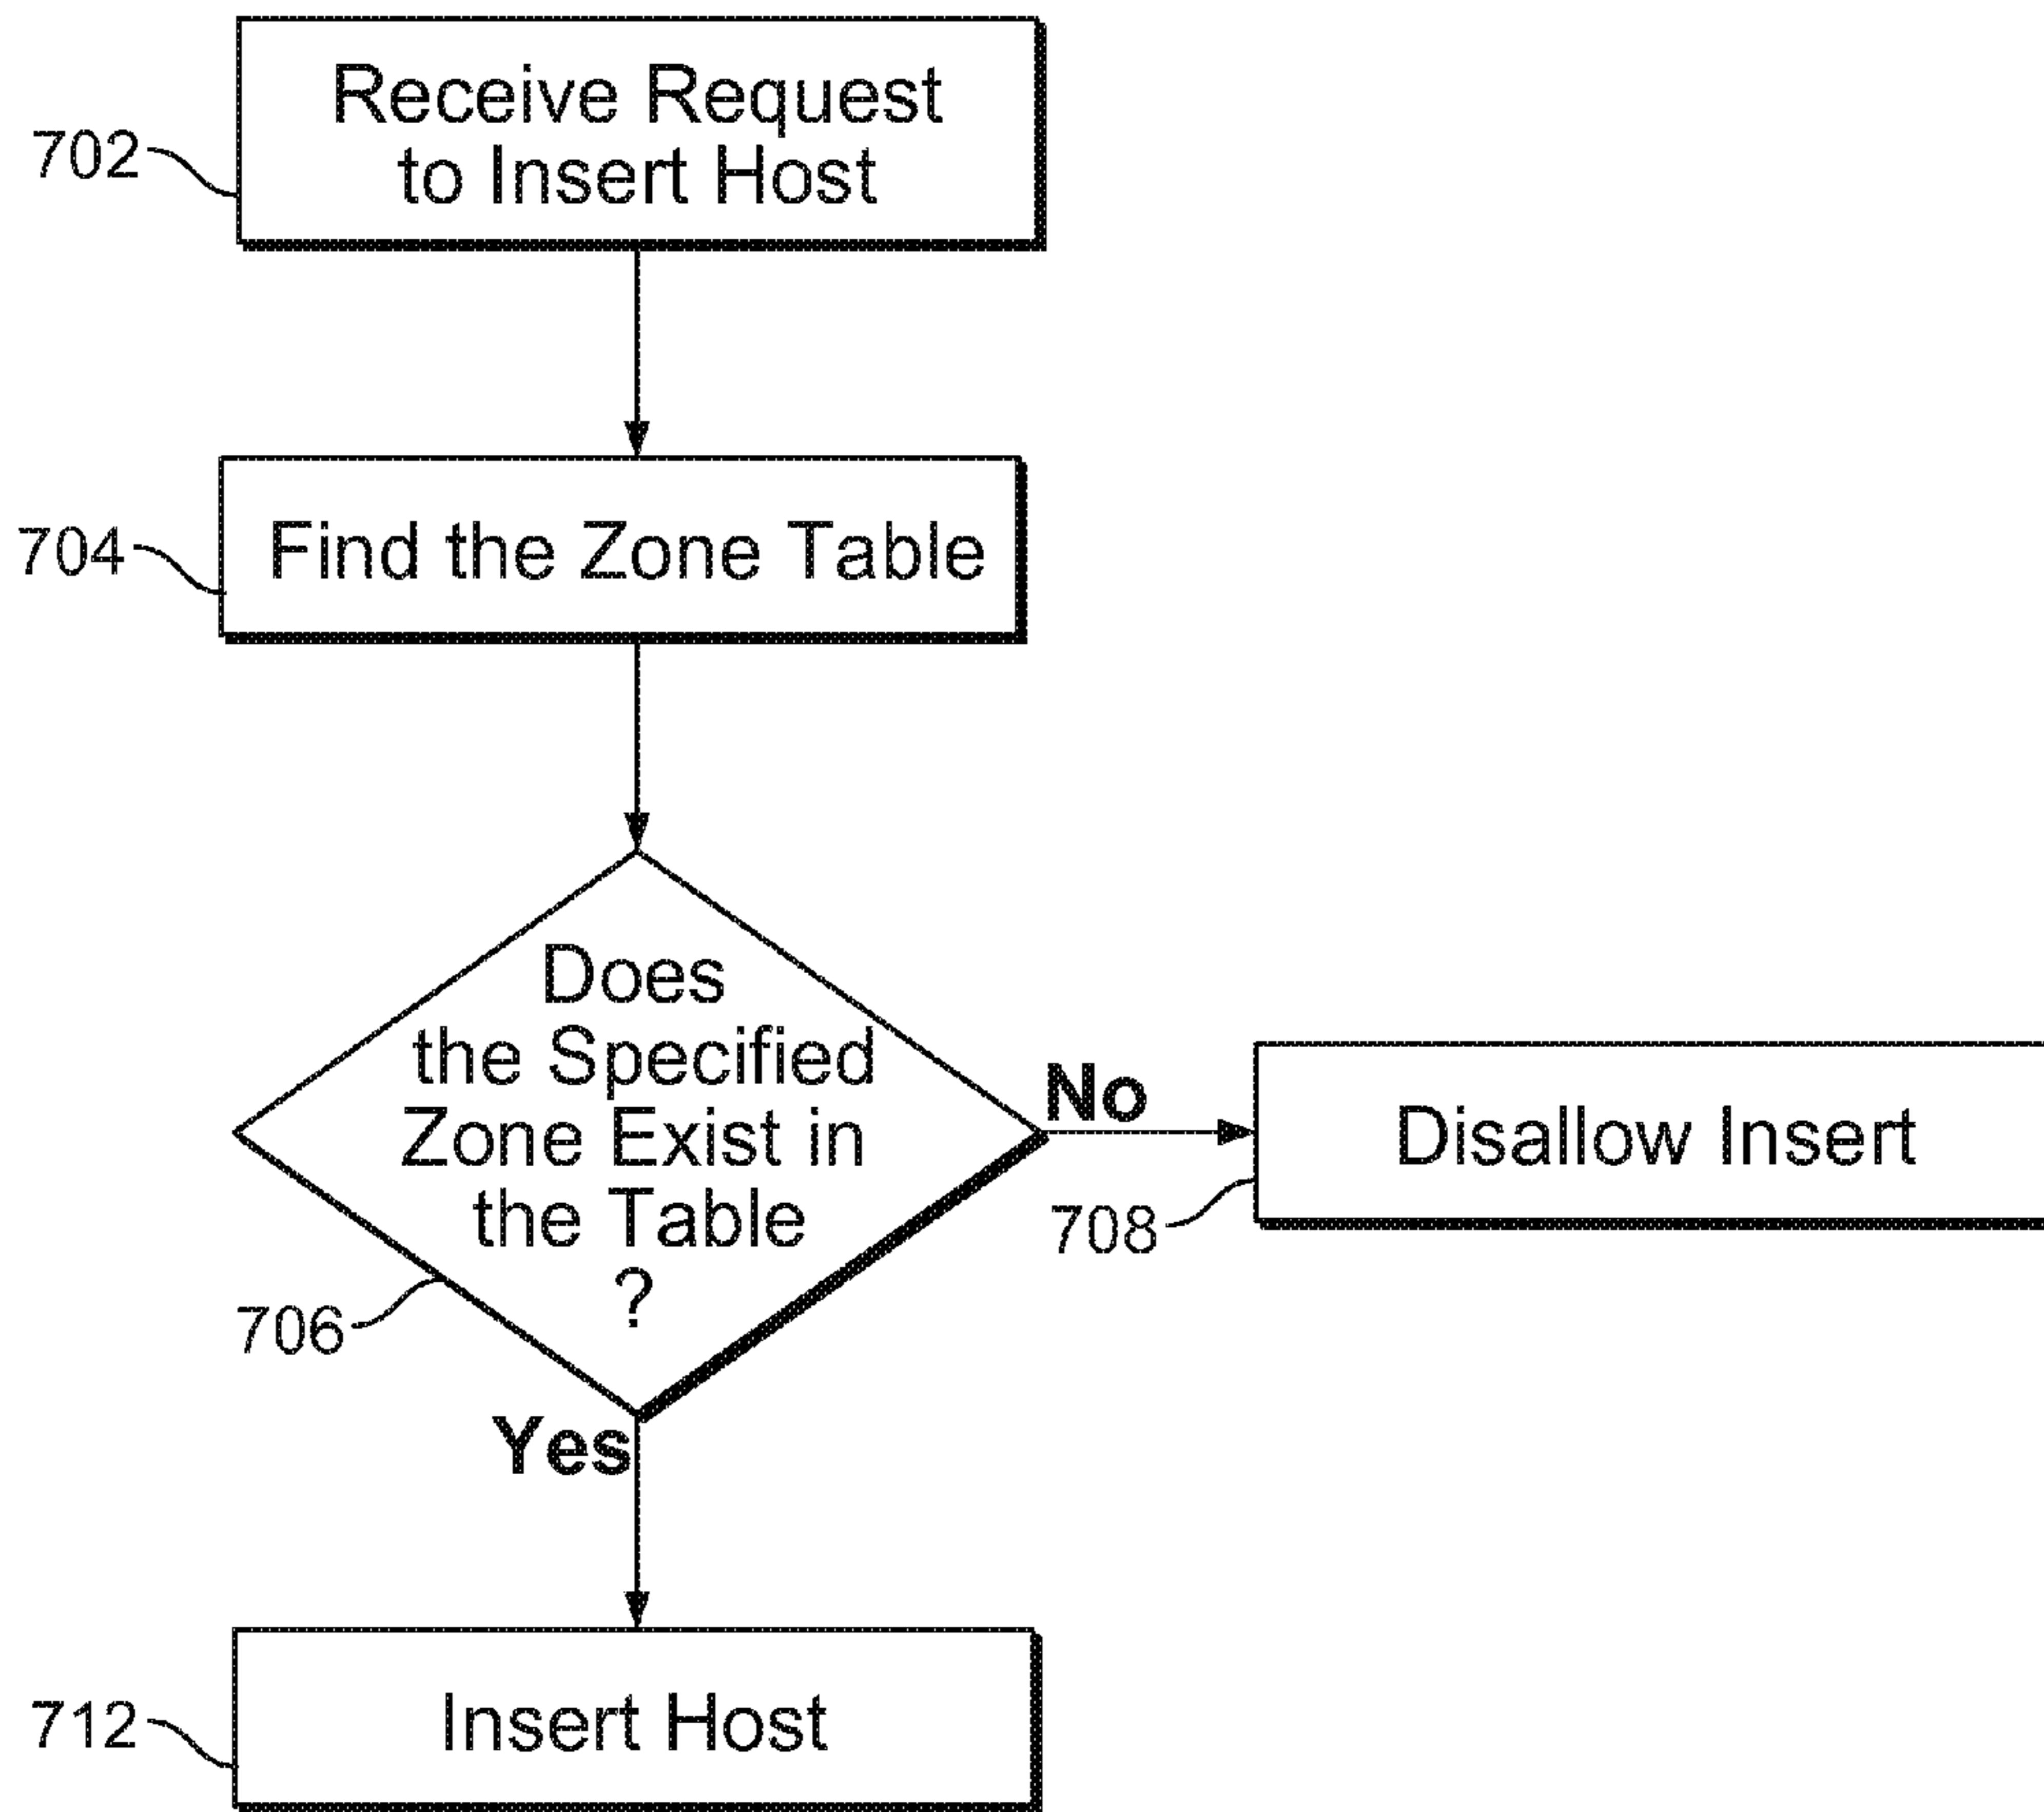 Receive Request
to Insert Host
702
Find the Zone Table
704
Does
the Specified
Zone Exist in
the Table
?
706
No
Disallow Insert
708
Yes
Insert Host
712